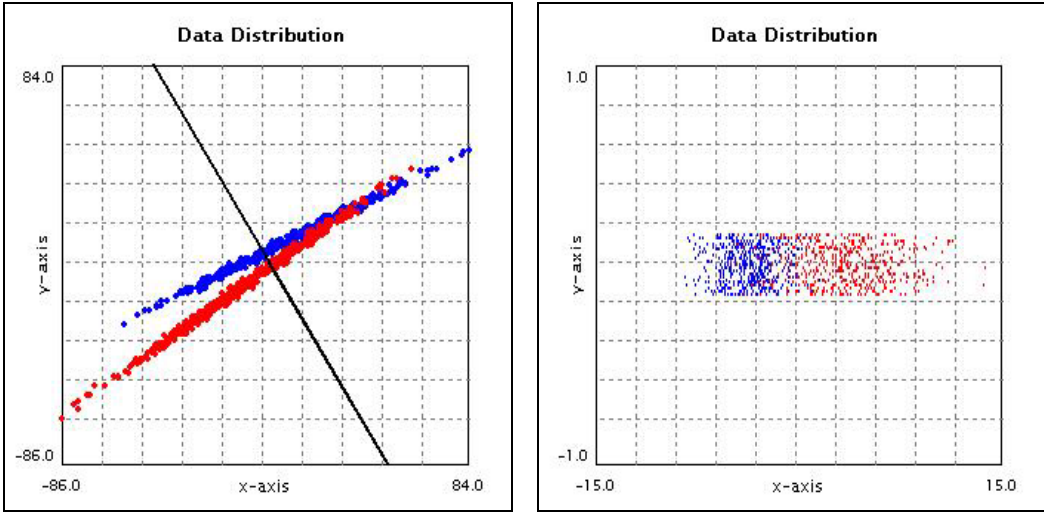 Data Distribution
84.0
y-axis
-86.0
-86.0
x-axis
84.0
Data Distribution
1.0
y-axis
-1.0
-15.0
x-axis
15.0